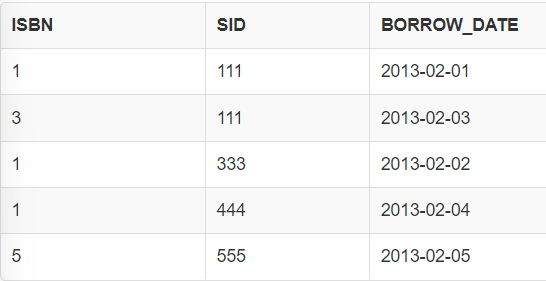 ISBN SID BORROW_DATE
1 111 2013-02-01
3 111 2013-02-03
1 333 2013-02-02
1 444 2013-02-04
5 555 2013-02-05